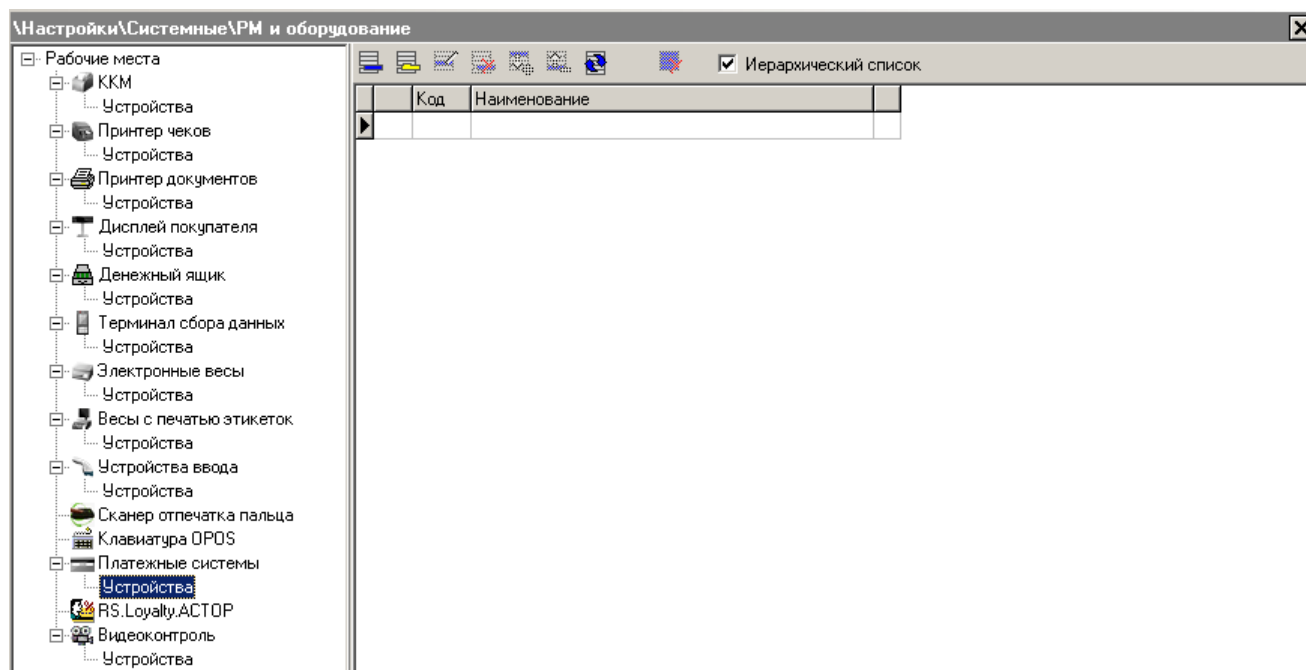 \Настройки\Системные\РМ и оборудование
Рабочие места
ККМ
Устройства
Принтер чеков
Устройства
Принтер документов
Устройства
Дисплей покупателя
Устройства
Денежный ящик
Устройства
Терминал сбора данных
Устройства
Электронные весы
Устройства
Весы с печатью этикеток
Устройства
Устройства ввода
Устройства
Сканер отпечатка пальца
Клавиатура OPOS
Платежные системы
Устройства
RS.Loyalty.ACTOP
Видеоконтроль
Устройства
Иерархический список
Код Наименование